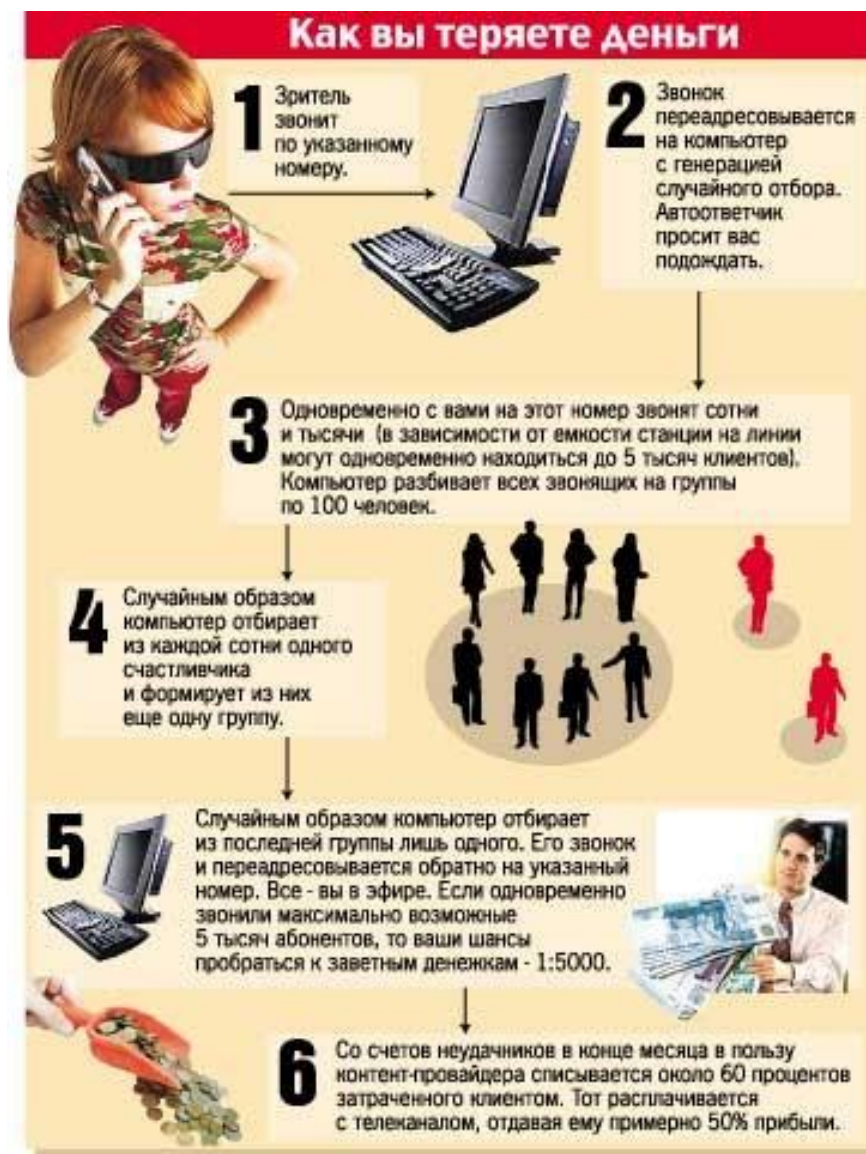 Как вы теряете деньги
1
Зритель
звонит
по указанному
номеру.
2
Звонок
переадресовывается
на компьютер
с генерацией
случайного отбора.
Автоответчик
просит вас
подождать.
3
Одновременно с вами на этот номер звонят сотни
и тысячи (в зависимости от емкости станции на линии
могут одновременно находиться до 5 тысяч клиентов).
Компьютер разбивает всех звонящих на группы
по 100 человек.
4
Случайным образом
компьютер отбирает
из каждой сотни одного
счастливчика
и формирует из них
еще одну группу.
5
Случайным образом компьютер отбирает
из последней группы лишь одного. Его звонок
и переадресовывается обратно на указанный
номер. Все - вы в эфире. Если одновременно
звонили максимально возможные
5 тысяч абонентов, то ваши шансы
пробраться к заветным денежкам - 1:5000.
6
Со счетов неудачников в конце месяца в пользу
контент-провайдера списывается около 60 процентов
затраченного клиентом. Тот расплачивается
с телеканалом, отдавая ему примерно 50% прибыли.